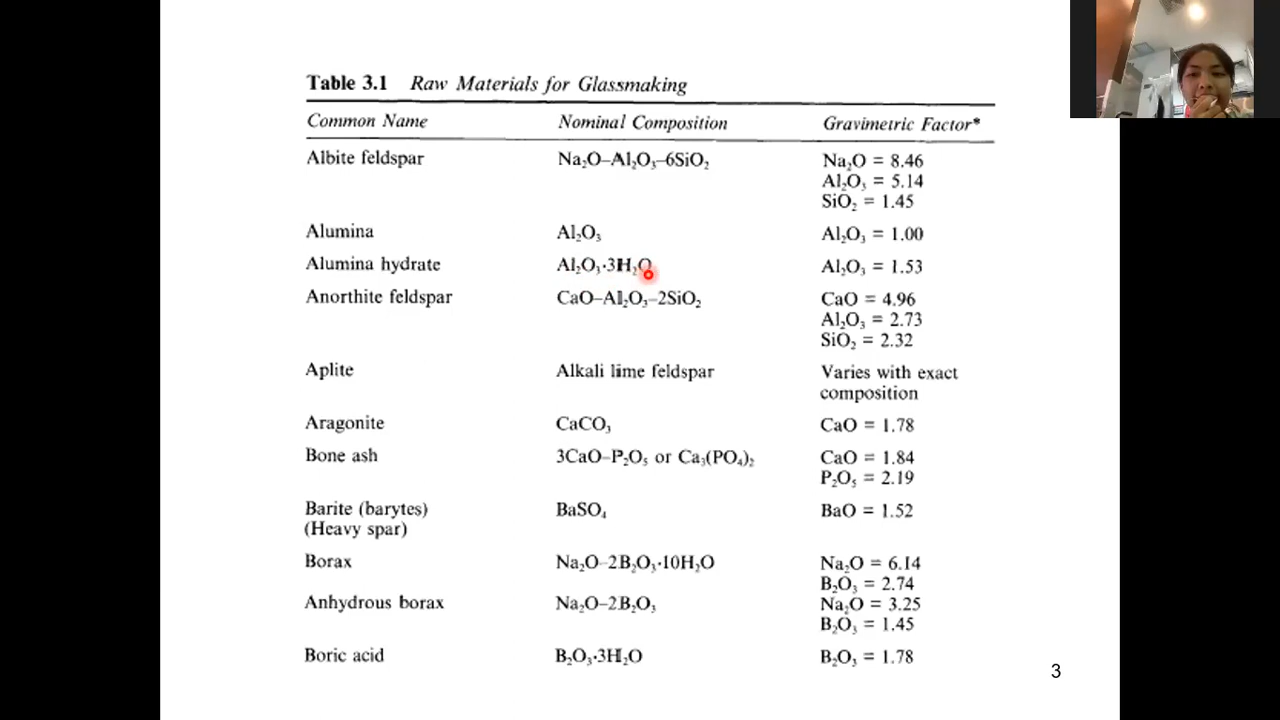 Table 3.1 Raw Materials for Glassmaking
Common Name Nominal Composition Gravimetric Factor*
Albite feldspar Na₂O–Al₂O₃–6SiO₂ Na₂O = 8.46
Al₂O₃ = 5.14
SiO₂ = 1.45
Alumina Al₂O₃ Al₂O₃ = 1.00
Alumina hydrate Al₂O₃·3H₂O Al₂O₃ = 1.53
Anorthite feldspar CaO–Al₂O₃–2SiO₂ CaO = 4.96
Al₂O₃ = 2.73
SiO₂ = 2.32
Aplite Alkali lime feldspar Varies with exact
composition
Aragonite CaCO₃ CaO = 1.78
Bone ash 3CaO–P₂O₅ or Ca₃(PO₄)₂ CaO = 1.84
P₂O₅ = 2.19
Barite (barytes) BaSO₄ BaO = 1.52
(Heavy spar)
Borax Na₂O–2B₂O₃·10H₂O Na₂O = 6.14
B₂O₃ = 2.74
Anhydrous borax Na₂O–2B₂O₃ Na₂O = 3.25
B₂O₃ = 1.45
Boric acid B₂O₃·3H₂O B₂O₃ = 1.78
3